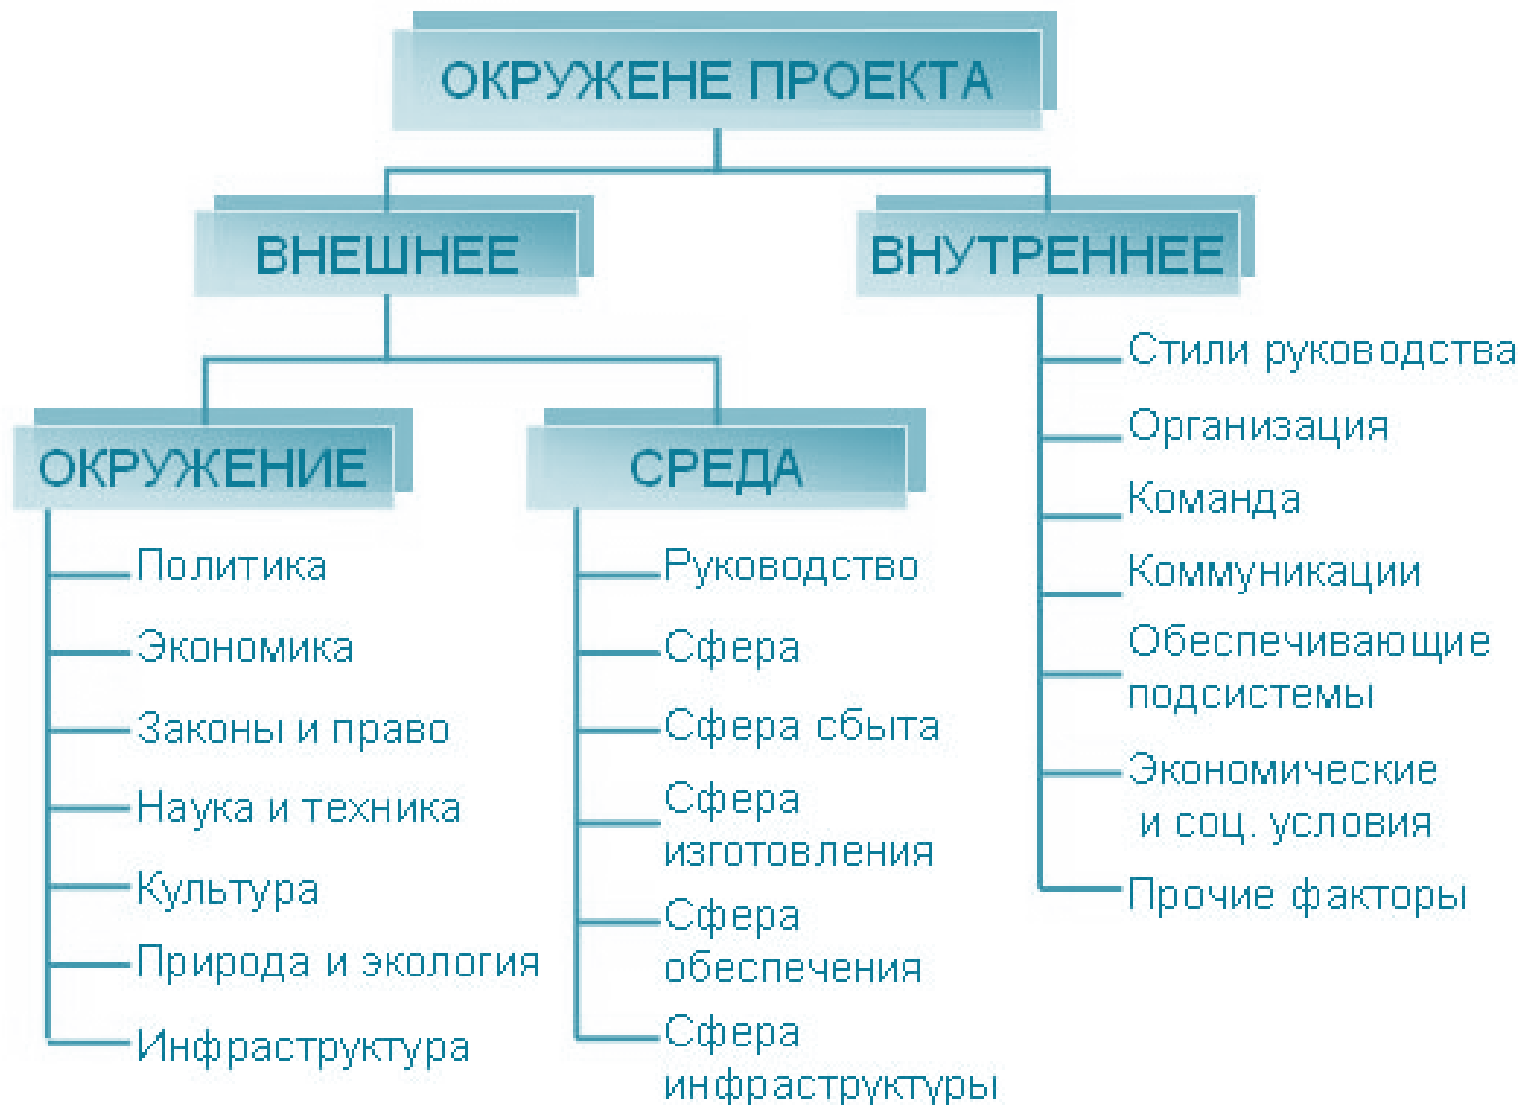 ОКРУЖЕНЕ ПРОЕКТА
ВНЕШНЕЕ
ВНУТРЕННЕЕ
ОКРУЖЕНИЕ
Политика
Экономика
Законы и право
Наука и техника
Культура
Природа и экология
Инфраструктура
СРЕДА
Руководство
Сфера
Сфера сбыта
Сфера
изготовления
Сфера
обеспечения
Сфера
инфраструктуры
Стили руководства
Организация
Команда
Коммуникации
Обеспечивающие
подсистемы
Экономические
и соц. условия
Прочие факторы